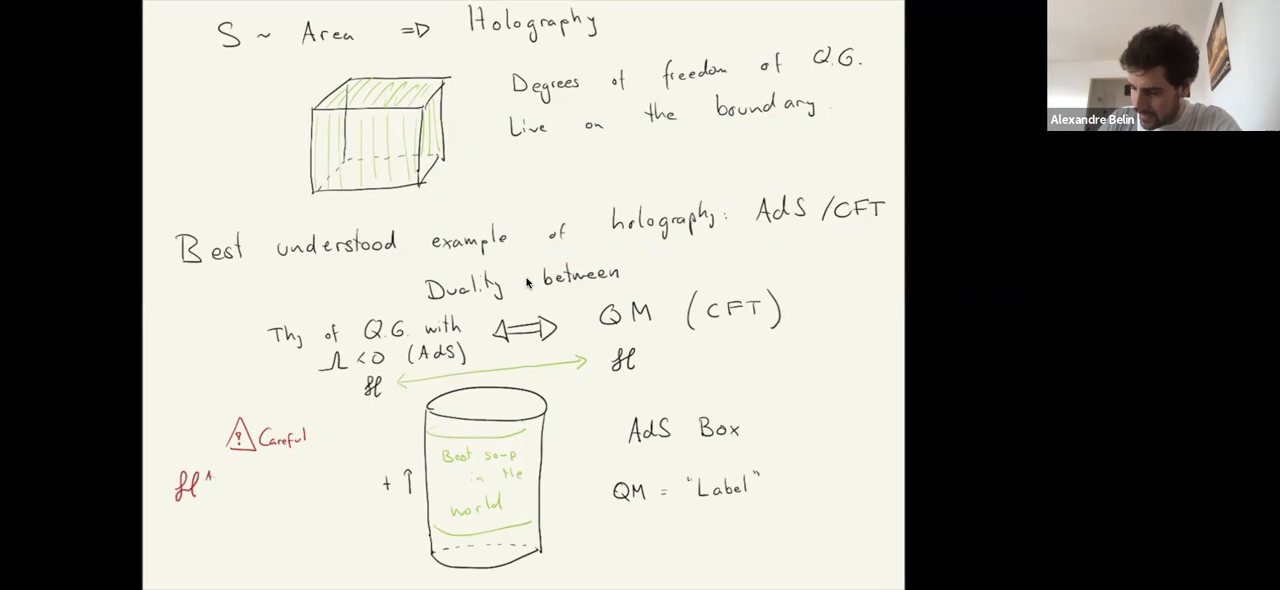 S ~ Area ⇒ Holography
Degrees of freedom of Q.G.
Live on the boundary.
Alexandre Belin
Best understood example of holography: AdS/CFT
Duality between
Thy of Q.G. with ⇔ QM (CFT)
Λ<0 (AdS)
H ↔ H
⚠ Careful
AdS Box
Best soup
in the
world
H^A
t ↑
QM = "Label"